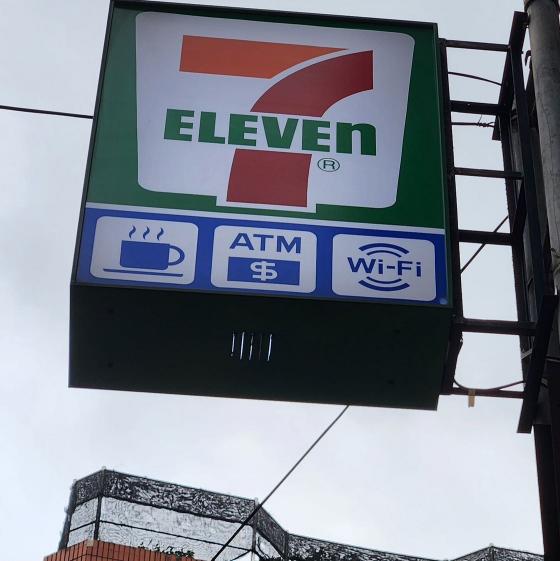 7
ELEVEn
®
ATM
$
Wi-Fi